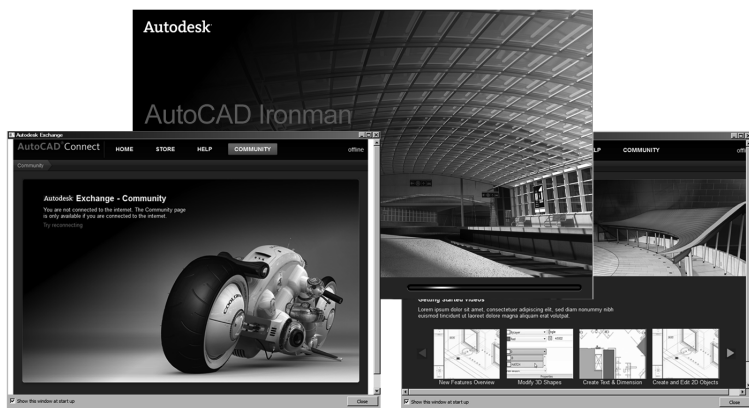 Autodesk
AutoCAD Ironman
Autodesk Exchange
AutoCAD Connect
HOME
STORE
HELP
COMMUNITY
offline
Community
Autodesk Exchange - Community
You are not connected to the internet. The Community page
is only available if you are connected to the internet.
Try reconnecting
COOLER
Show this window at start up
Close
LP
COMMUNITY
offli
Getting Started Videos
Lorem ipsum dolor sit amet, consectetuer adipiscing elit, sed diam nonummy nibh
euismod tincidunt ut laoreet dolore magna aliquam erat volutpat.
New Features Overview
Modify 3D Shapes
Create Text & Dimension
Create and Edit 2D Objects
Show this window at start up
Close